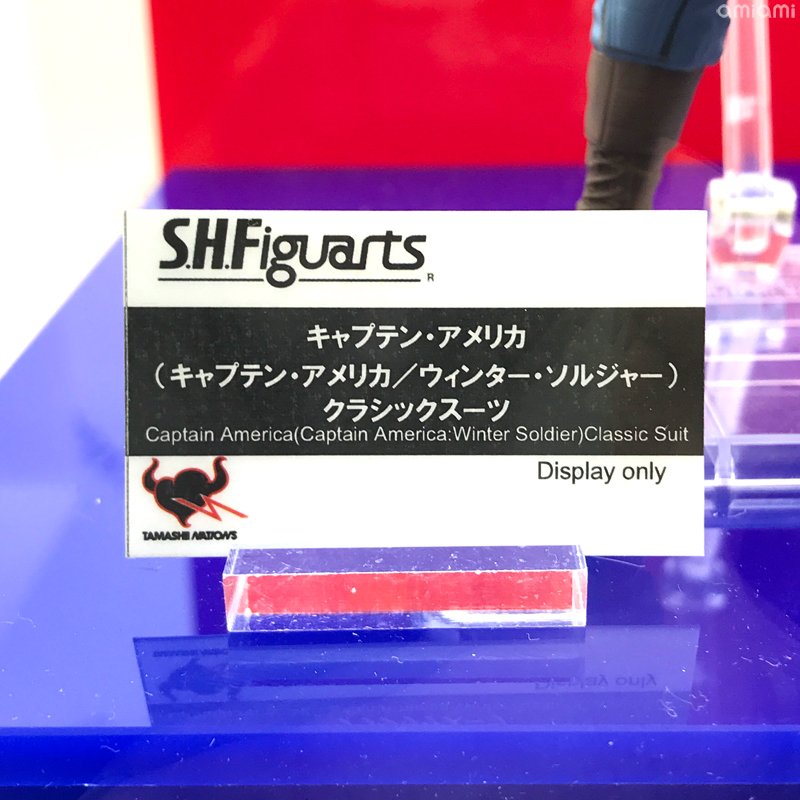 amiami
S.H.Figuarts
R
キャプテン・アメリカ
（キャプテン・アメリカ／ウィンター・ソルジャー）
クラシックスーツ
Captain America(Captain America:Winter Soldier)Classic Suit
Display only
TAMASHII NATIONS
Display only